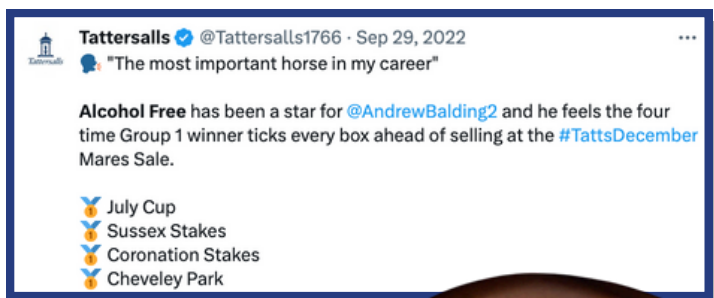 Tattersalls @Tattersalls1766 · Sep 29, 2022
"The most important horse in my career"
Alcohol Free has been a star for @AndrewBalding2 and he feels the four
time Group 1 winner ticks every box ahead of selling at the #TattsDecember
Mares Sale.
🥇 July Cup
🥇 Sussex Stakes
🥇 Coronation Stakes
🥇 Cheveley Park
Tattersalls